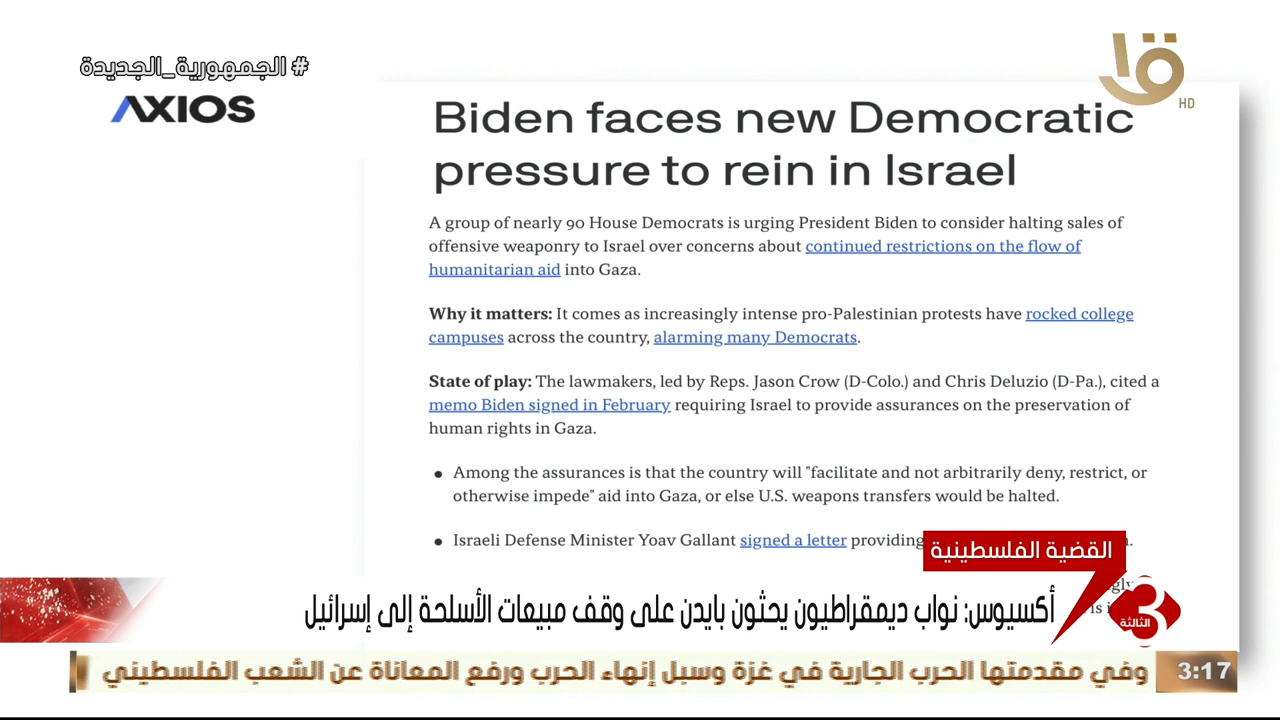 # الجمهورية_الجديدة
AXIOS
HD
Biden faces new Democratic
pressure to rein in Israel
A group of nearly 90 House Democrats is urging President Biden to consider halting sales of
offensive weaponry to Israel over concerns about continued restrictions on the flow of
humanitarian aid into Gaza.
Why it matters: It comes as increasingly intense pro-Palestinian protests have rocked college
campuses across the country, alarming many Democrats.
State of play: The lawmakers, led by Reps. Jason Crow (D-Colo.) and Chris Deluzio (D-Pa.), cited a
memo Biden signed in February requiring Israel to provide assurances on the preservation of
human rights in Gaza.
• Among the assurances is that the country will "facilitate and not arbitrarily deny, restrict, or
otherwise impede" aid into Gaza, or else U.S. weapons transfers would be halted.
• Israeli Defense Minister Yoav Gallant signed a letter providing
القضية الفلسطينية
أكسيوس: نواب ديمقراطيون يحثون بايدن على وقف مبيعات الأسلحة إلى إسرائيل
3 الثالثة
وفي مقدمتها الحرب الجارية في غزة وسبل إنهاء الحرب ورفع المعاناة عن الشعب الفلسطيني
3:17